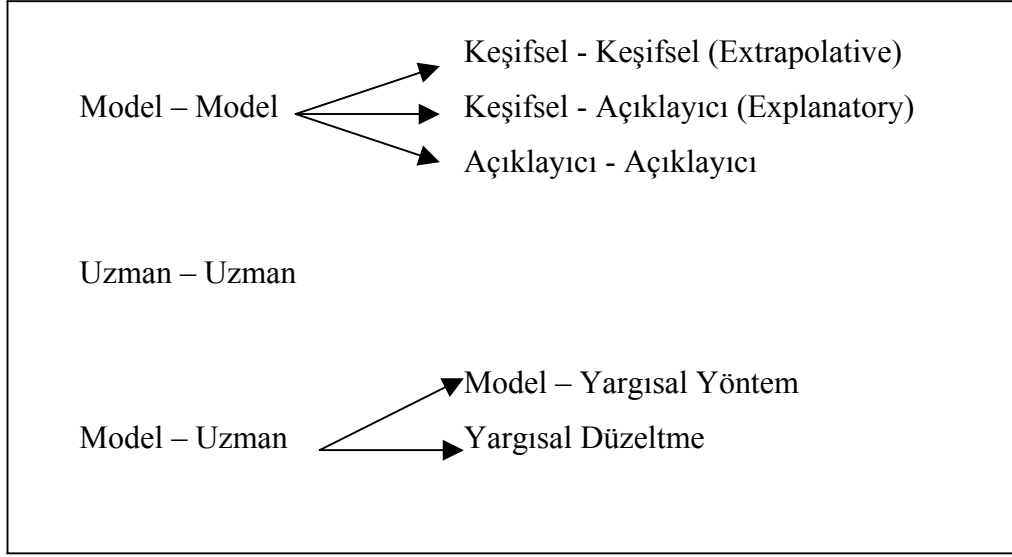 Keşifsel - Keşifsel (Extrapolative)
Model – Model
Keşifsel - Açıklayıcı (Explanatory)
Açıklayıcı - Açıklayıcı
Uzman – Uzman
Model – Yargısal Yöntem
Model – Uzman
Yargısal Düzeltme